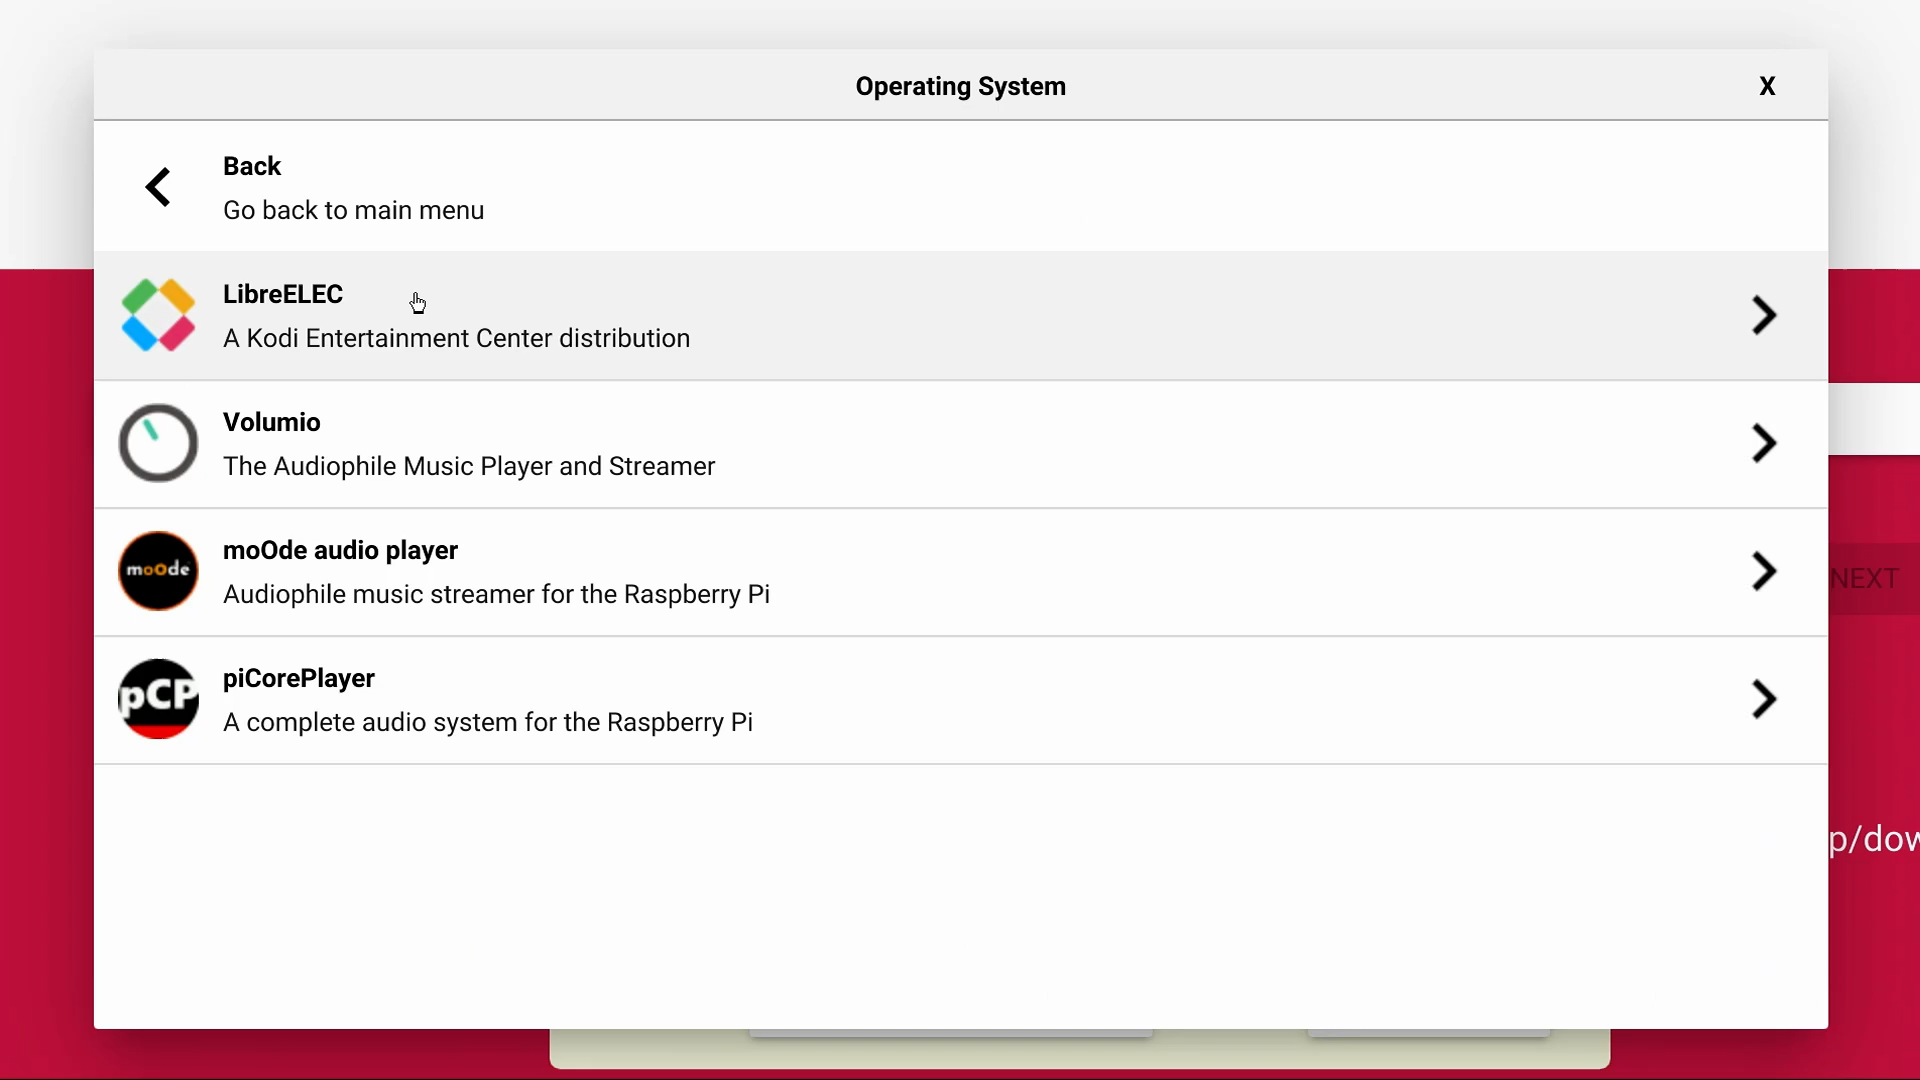 Operating System
X
Back
Go back to main menu
LibreELEC
A Kodi Entertainment Center distribution
Volumio
The Audiophile Music Player and Streamer
moOde
moOde audio player
Audiophile music streamer for the Raspberry Pi
NEXT
pCP
piCorePlayer
A complete audio system for the Raspberry Pi
p/dow